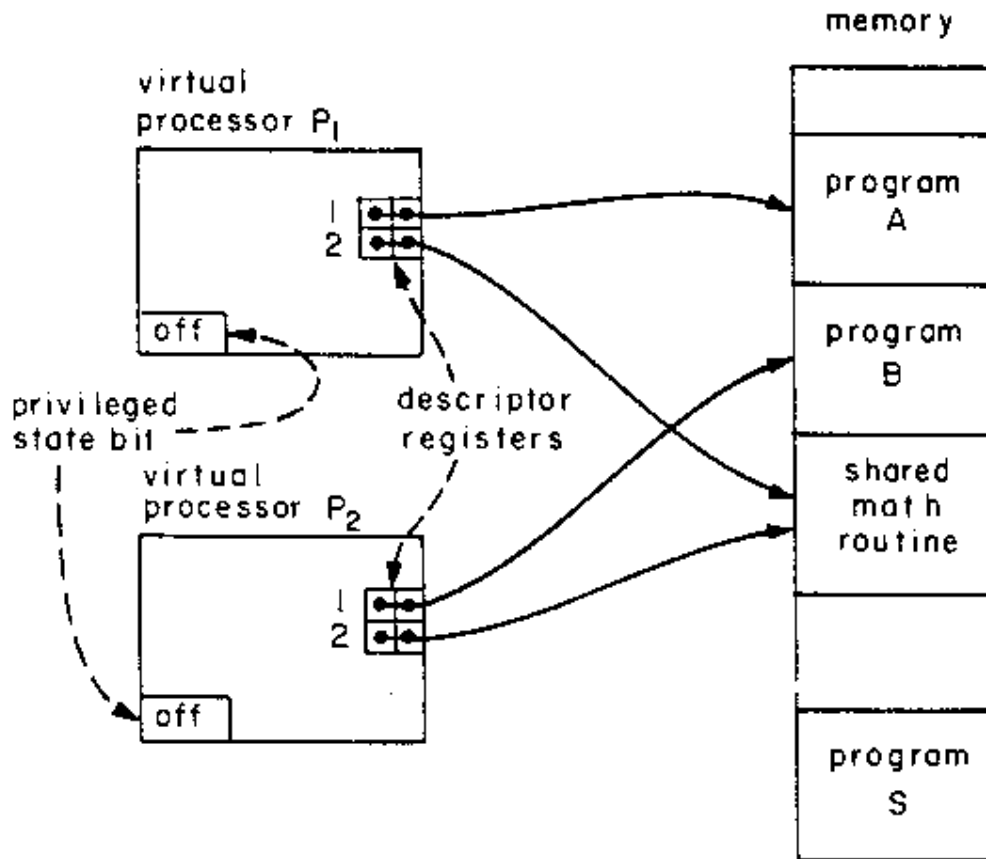 memory
virtual
processor P1
program
A
1
2
program
B
off
privileged
state bit
descriptor
registers
virtual
processor P2
shared
math
routine
1
2
off
program
S